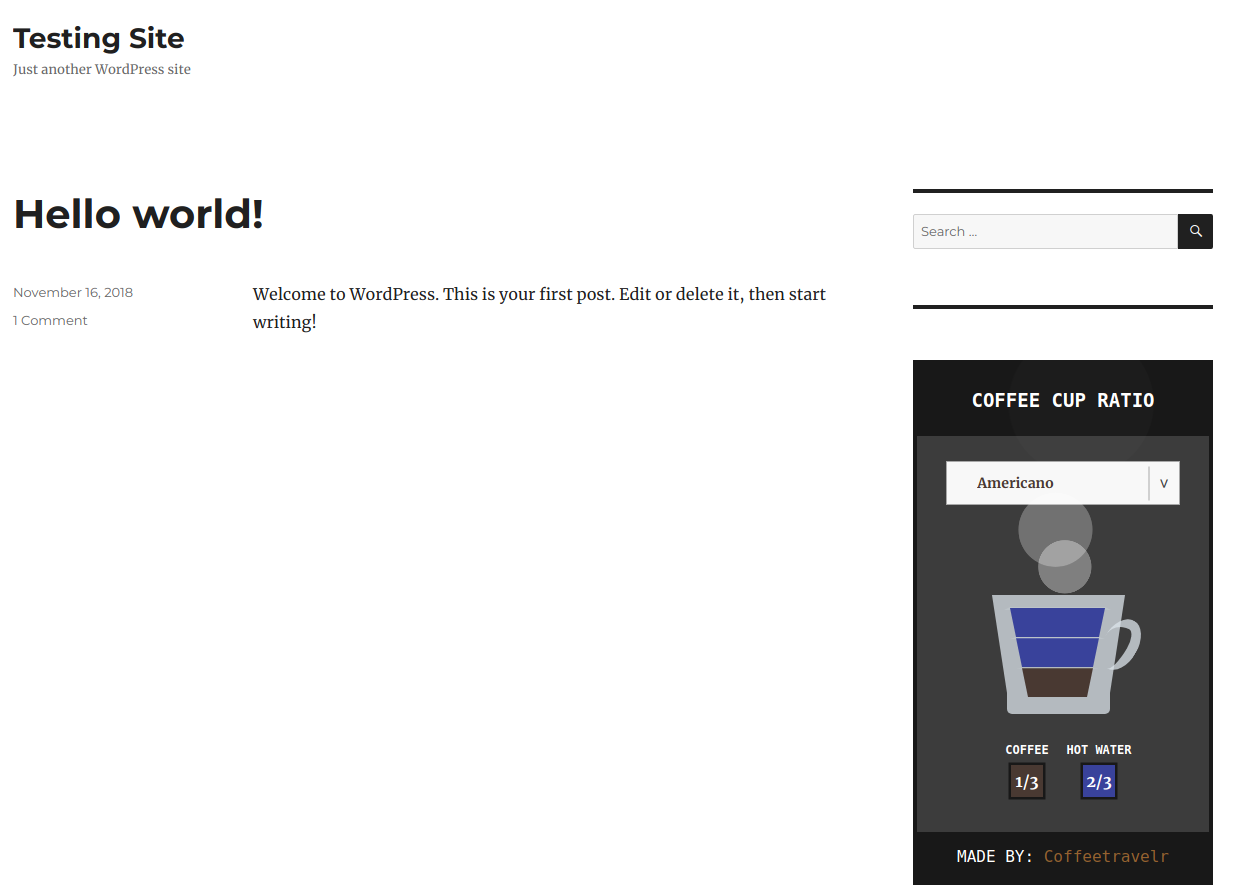 Testing Site
Just another WordPress site
Hello world!
November 16, 2018
1 Comment
Welcome to WordPress. This is your first post. Edit or delete it, then start
writing!
Search …
COFFEE CUP RATIO
Americano
V
COFFEE HOT WATER
1/3 2/3
MADE BY: Coffeetravelr